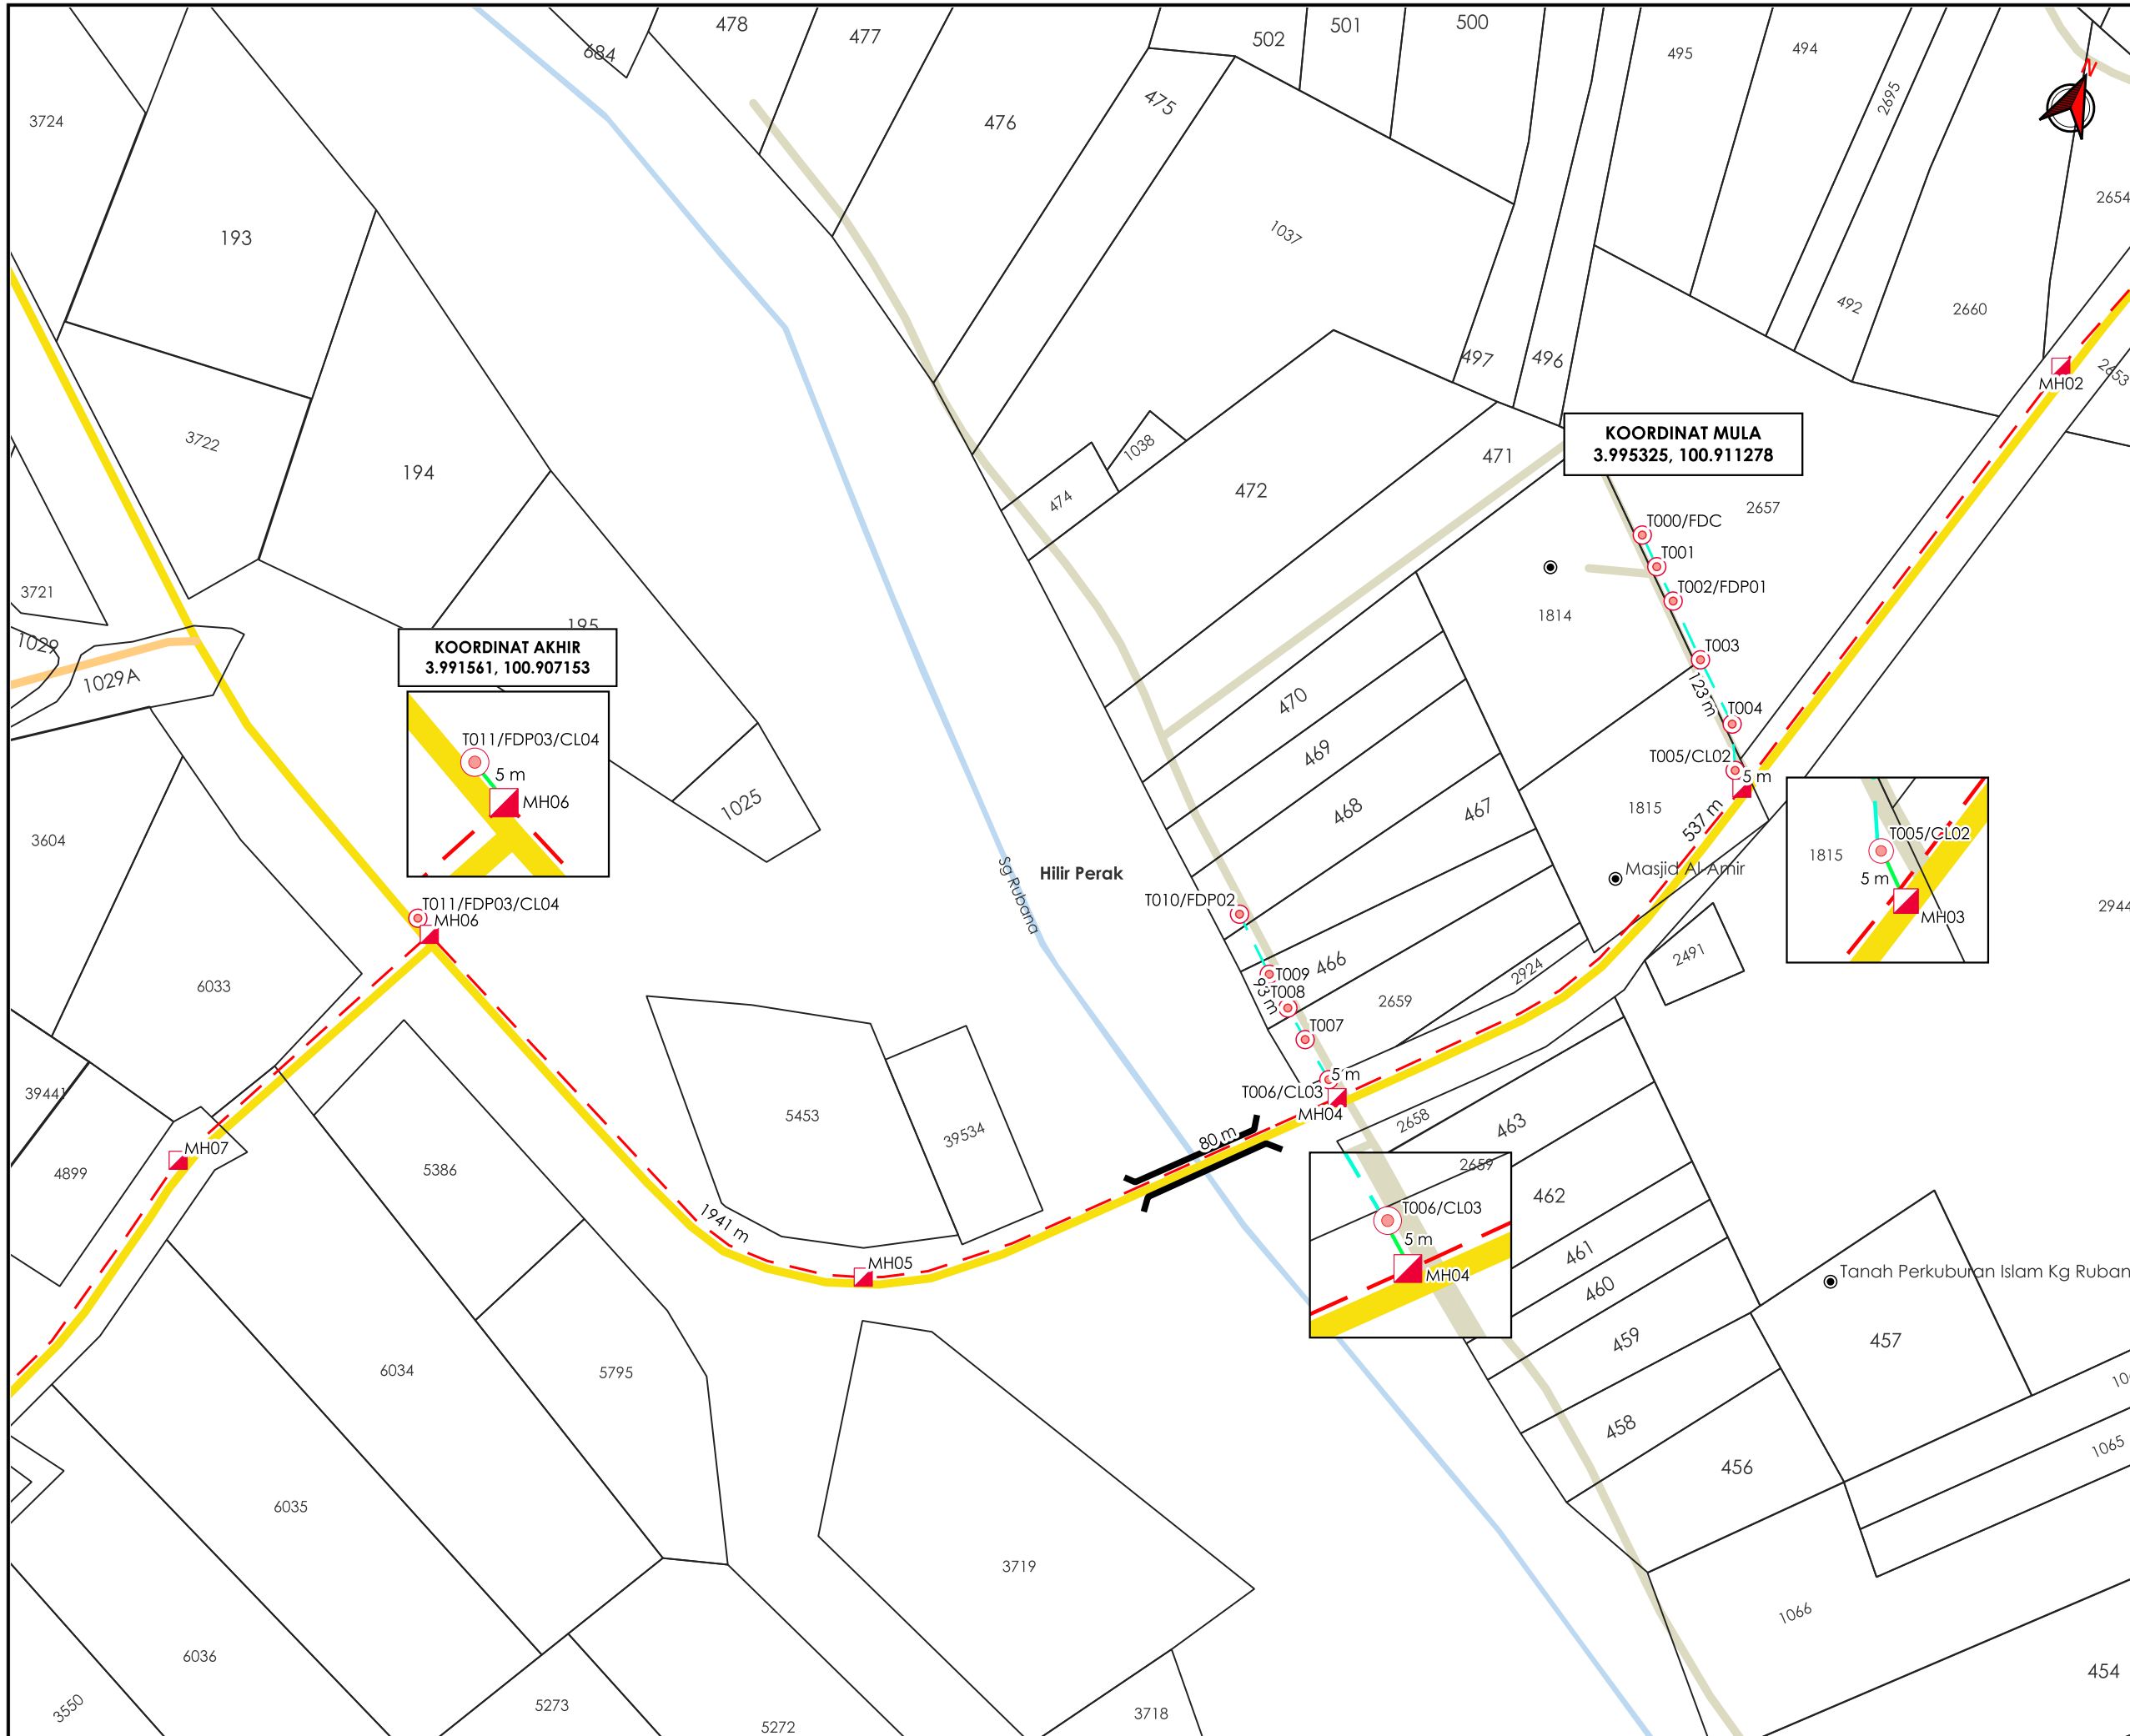 478
477
684
502
501
500
495
494
2695
N
3724
476
475
193
1037
2654
492
2660
497
496
MH02
2653
3722
194
1038
474
472
471
KOORDINAT MULA
3.995325, 100.911278
2657
T000/FDC
T001
T002/FDP01
3721
195
1814
1029
1029A
KOORDINAT AKHIR
3.991561, 100.907153
T003
123 m
T004
470
469
468
467
T005/CL02
5 m
1815
537 m
T011/FDP03/CL04
5 m
MH06
1025
3604
Sg Rubana
Hilir Perak
Masjid Al-Amir
T005/CL02
1815
5 m
MH03
T011/FDP03/CL04
MH06
T010/FDP02
2944
6033
466
2924
2491
T009
93 m
T008
2659
T007
39441
5453
39534
T006/CL03
5 m
MH04
2658
463
80 m
MH07
4899
5386
2659
462
T006/CL03
5 m
MH04
1941 m
MH05
461
460
Tanah Perkuburan Islam Kg Ruban
459
457
6034
5795
458
456
1065
6035
3719
1066
6036
3550
5273
5272
3718
454